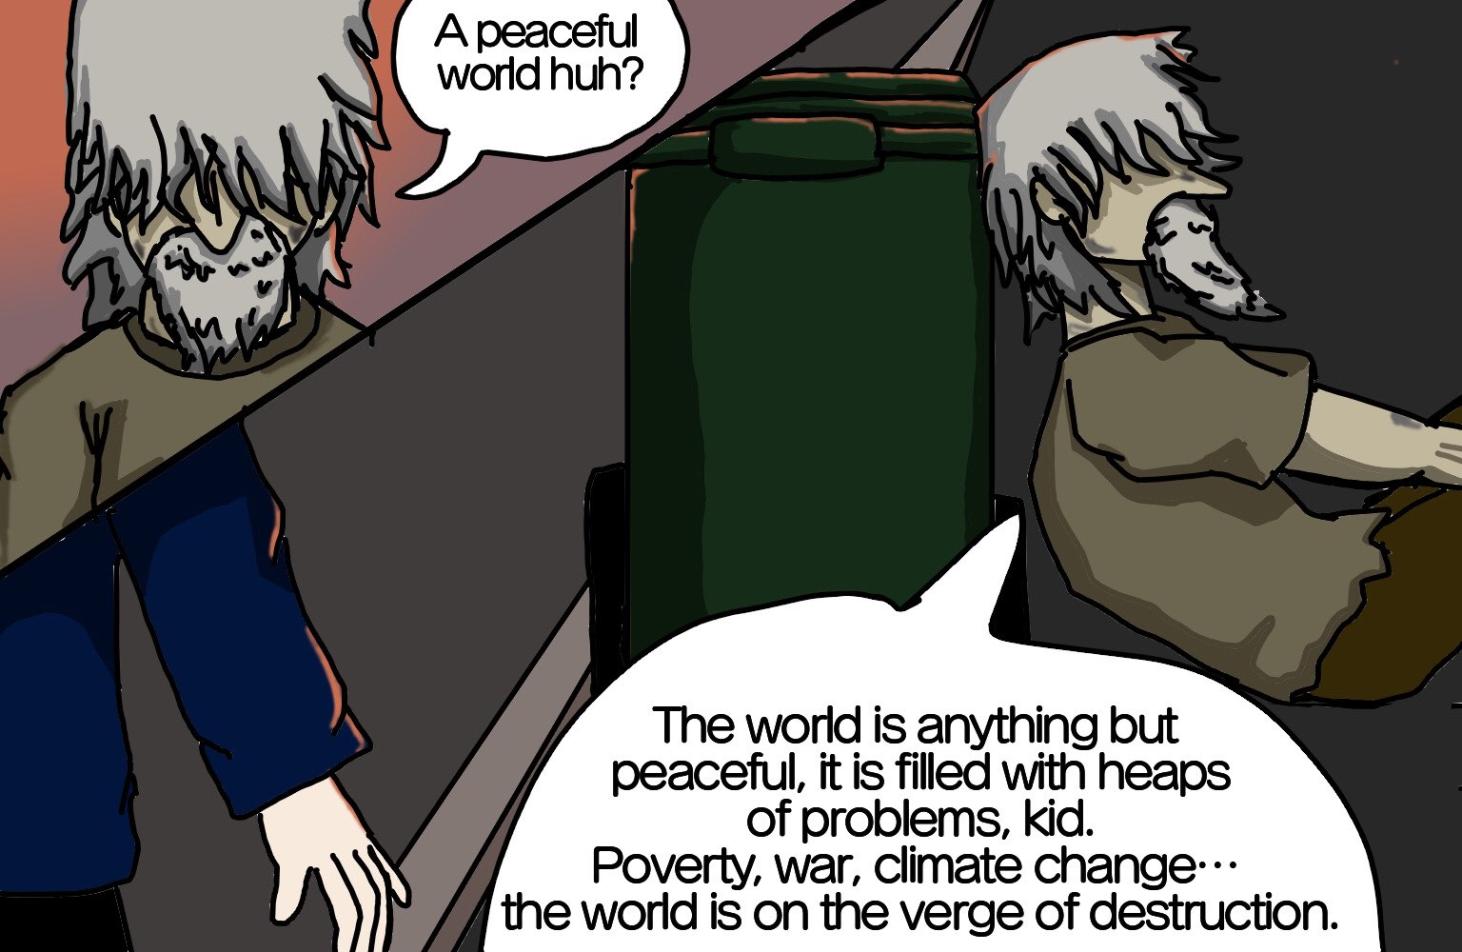 A peaceful
world huh?
The world is anything but
peaceful, it is filled with heaps
of problems, kid.
Poverty, war, climate change⋯
the world is on the verge of destruction.